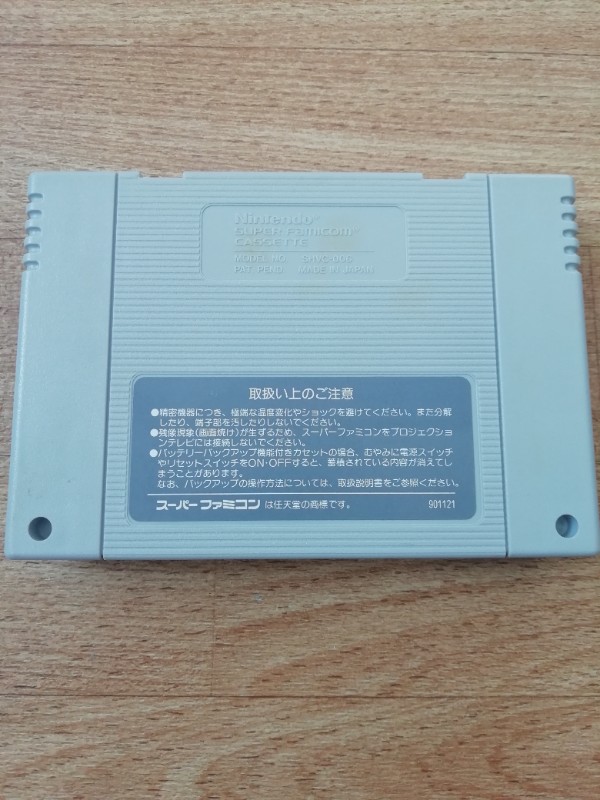 Nintendo
SUPER FAMICOM
CASSETTE
MODEL NO. SHVC-006
PAT. PEND. MADE IN JAPAN
取扱い上のご注意
●精密機器につき、極端な温度変化やショックを避けてください。また分解
したり、端子部を汚したりしないでください。
●残象現象(画面焼け)が生ずるため、スーパーファミコンをプロジェクショ
ンテレビには接続しないでください。
●バッテリーバックアップ機能付きカセットの場合、むやみに電源スイッチ
やリセットスイッチをON・OFFすると、蓄積されている内容が消えてし
まうことがあります。
なお、バックアップの操作方法については、取扱説明書をご参照ください。
スーパーファミコン は任天堂の商標です。 901121